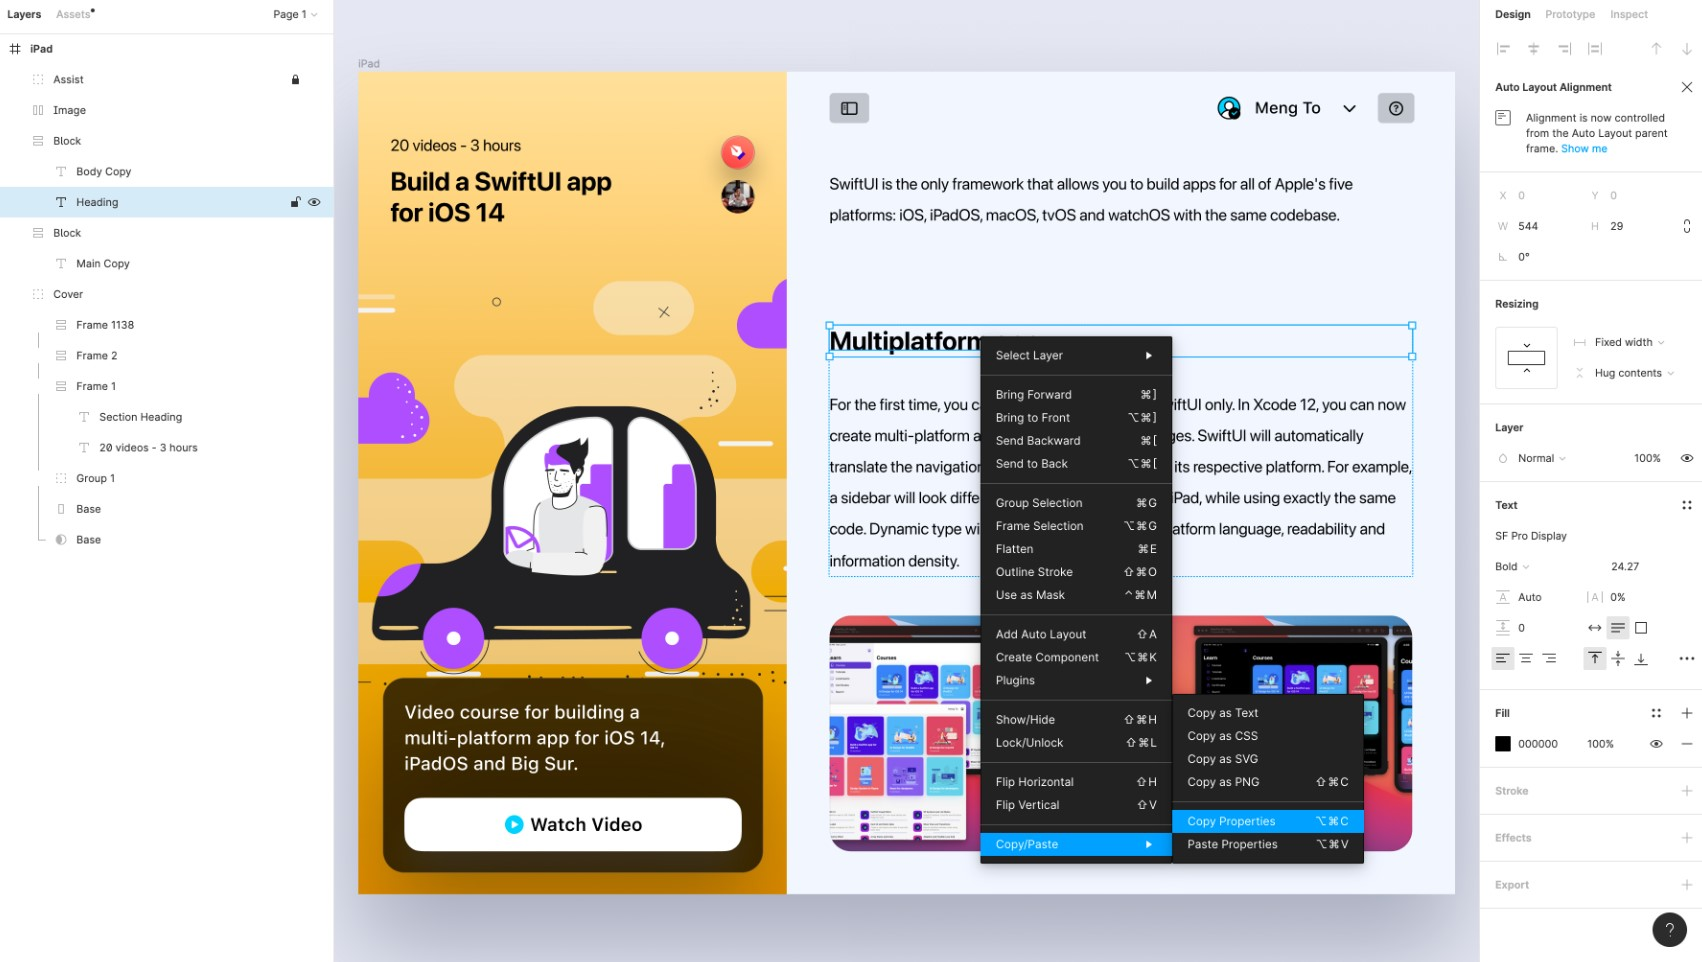 Layers Assets Page 1
iPad
Assist
Image
Block
Body Copy
Heading
Block
Main Copy
Cover
Frame 1138
Frame 2
Frame 1
Section Heading
20 videos - 3 hours
Group 1
Base
Base
iPad
20 videos - 3 hours
Build a SwiftUI app
for iOS 14
Video course for building a
multi-platform app for iOS 14,
iPadOS and Big Sur.
Watch Video
Meng To
SwiftUI is the only framework that allows you to build apps for all of Apple's five
platforms: iOS, iPadOS, macOS, tvOS and watchOS with the same codebase.
Multiplatform
For the first time, you
create multi-platform
translate the navigation
a sidebar will look
code. Dynamic type
information density.
only. In Xcode 12, you can now
SwiftUI will automatically
its respective platform. For example,
while using exactly the same
language, readability and
Select Layer
Bring Forward ⌘]
Bring to Front ⌥⌘]
Send Backward ⌘[
Send to Back ⌥⌘[
Group Selection ⌘G
Frame Selection ⌥⌘G
Flatten ⌘E
Outline Stroke ⇧⌘O
Use as Mask ^⌘M
Add Auto Layout ⇧A
Create Component ⌥⌘K
Plugins
Show/Hide ⇧⌘H
Lock/Unlock ⇧⌘L
Flip Horizontal ⇧H
Flip Vertical ⇧V
Copy/Paste
Copy as Text
Copy as CSS
Copy as SVG
Copy as PNG ⇧⌘C
Copy Properties ⌥⌘C
Paste Properties ⌥⌘V
Courses
Courses
Design Prototype Inspect
Auto Layout Alignment
Alignment is now controlled
from the Auto Layout parent
frame. Show me
X 0 Y 0
W 544 H 29
0°
Resizing
Fixed width
Hug contents
Layer
Normal 100%
Text
SF Pro Display
Bold 24.27
A Auto |A| 0%
0
Fill
000000 100%
Stroke
Effects
Export
?